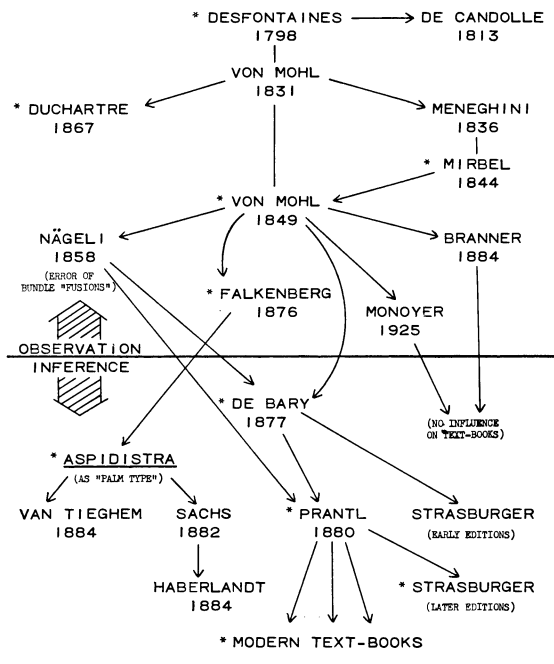 * DESFONTAINES DE CANDOLLE
1798 1813
VON MOHL
1831
* DUCHARTRE MENEGHINI
1867 1836
* MIRBEL
1844
* VON MOHL
1849
NÄGELI BRANNER
1858 1884
(ERROR OF
BUNDLE "FUSIONS")
* FALKENBERG MONOYER
1876 1925
OBSERVATION
INFERENCE
* DE BARY
1877
(NO INFLUENCE
ON TEXT-BOOKS)
* ASPIDISTRA
(AS "PALM TYPE")
VAN TIEGHEM SACHS * PRANTL STRASBURGER
1884 1882 1880 (EARLY EDITIONS)
HABERLANDT * STRASBURGER
1884 (LATER EDITIONS)
* MODERN TEXT-BOOKS